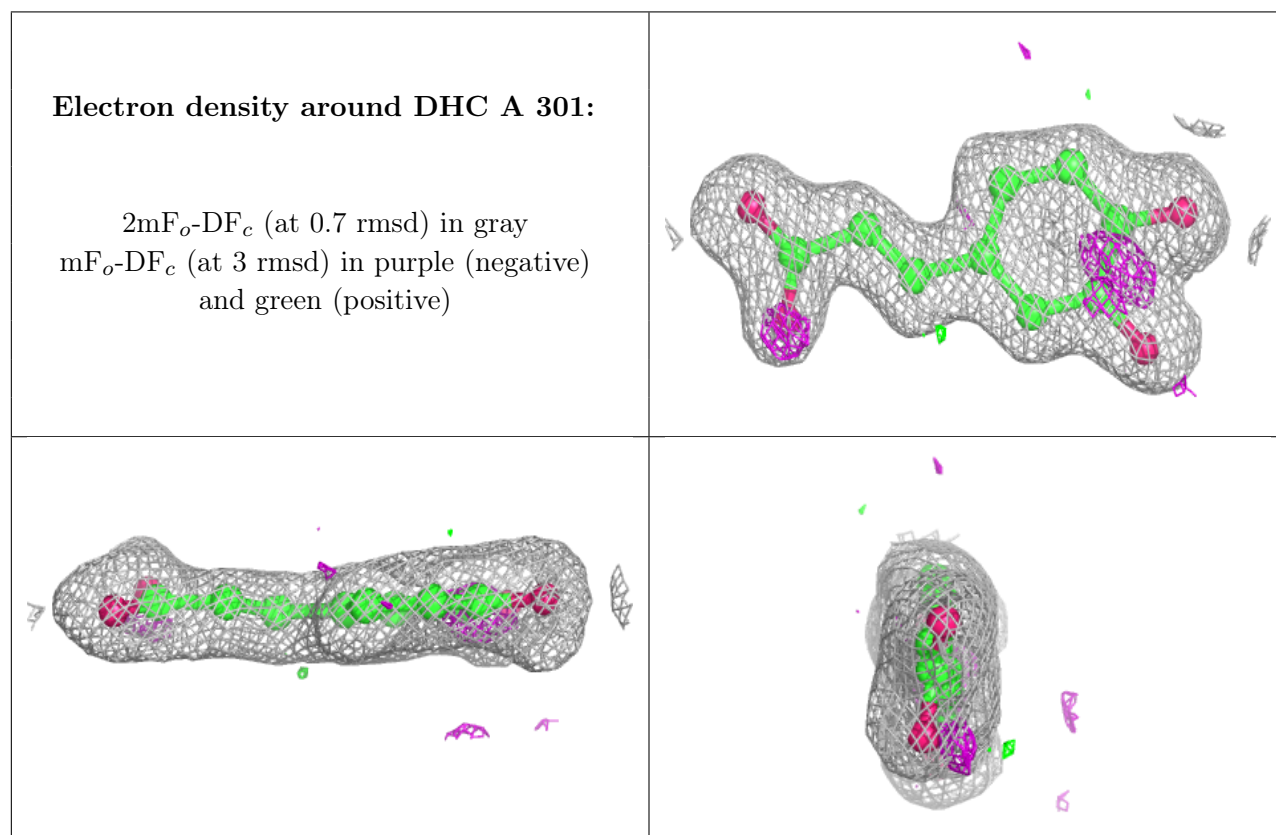 Electron density around DHC A 301:
2mFo-DFc (at 0.7 rmsd) in gray
mFo-DFc (at 3 rmsd) in purple (negative)
and green (positive)